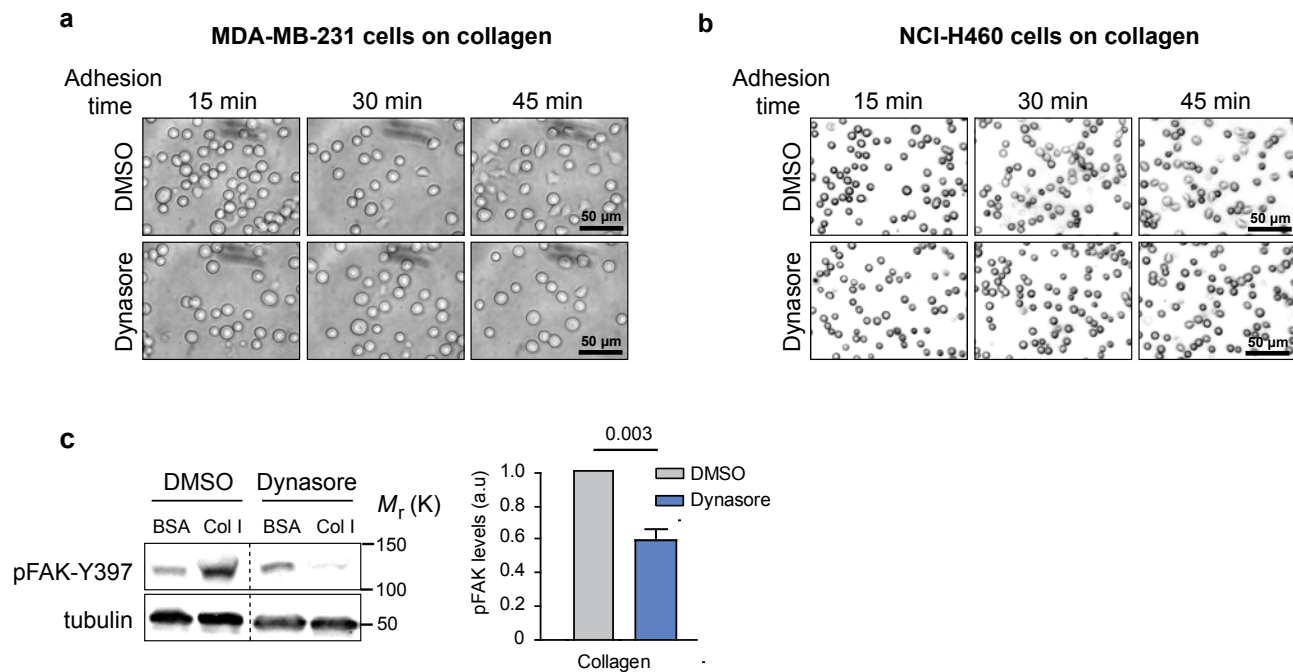 a
MDA-MB-231 cells on collagen
Adhesion
time
15 min
30 min
45 min
DMSO
50 µm
Dynasore
50 µm
b
NCI-H460 cells on collagen
Adhesion
time
15 min
30 min
45 min
DMSO
50 µm
Dynasore
50 µm
c
DMSO
Dynasore
BSA
Col I
BSA
Col I
Mr (K)
pFAK-Y397
150
100
tubulin
50
0.003
DMSO
Dynasore
pFAK levels (a.u)
1.0
0.8
0.6
0.4
0.2
0
Collagen